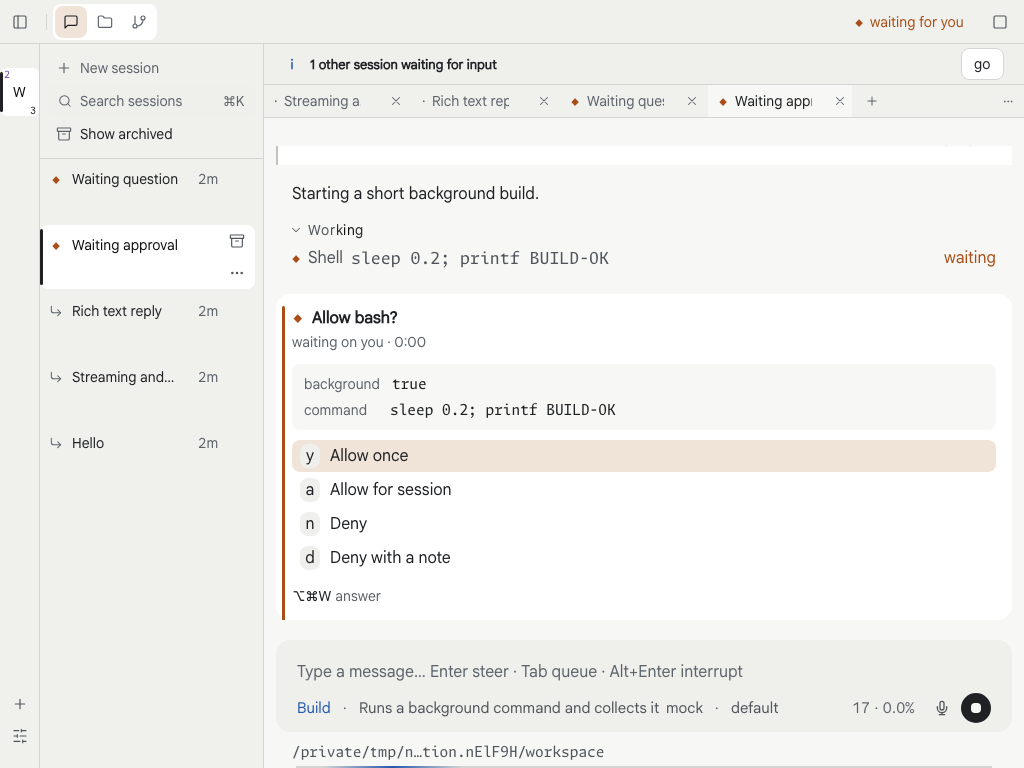 waiting for you
2
W
3
New session
Search sessions ⌘K
Show archived
Waiting question 2m
Waiting approval
Rich text reply 2m
Streaming and... 2m
Hello 2m
i 1 other session waiting for input go
· Streaming a
· Rich text rep
Waiting ques
Waiting appr
Starting a short background build.
Working
Shell sleep 0.2; printf BUILD-OK waiting
Allow bash?
waiting on you · 0:00
background true
command sleep 0.2; printf BUILD-OK
y Allow once
a Allow for session
n Deny
d Deny with a note
⌥⌘W answer
Type a message... Enter steer · Tab queue · Alt+Enter interrupt
Build · Runs a background command and collects it mock · default 17 · 0.0%
/private/tmp/n…tion.nElF9H/workspace